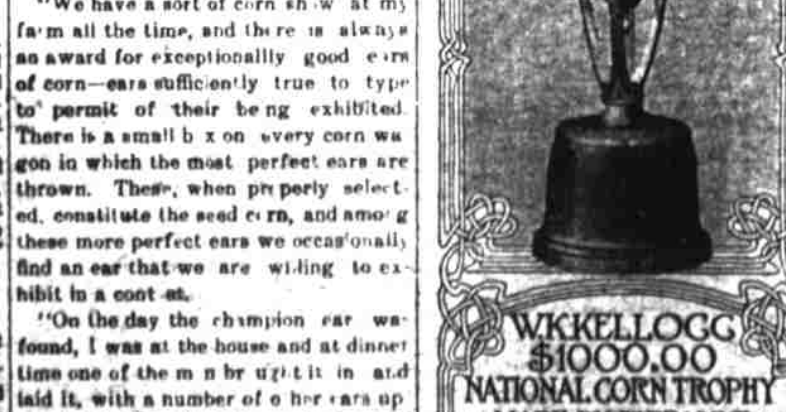 "We have a sort of corn show at my
farm all the time, and there is always
an award for exceptionallly good ears
of corn—ears sufficiently true to type
to permit of their being exhibited.
There is a small box on every corn wa
gon in which the most perfect ears are
thrown. These, when properly select-
ed, constitute the seed corn, and among
these more perfect ears we occasionally
find an ear that we are willing to ex-
hibit in a contest.
"On the day the champion ear was
found, I was at the house and at dinner
time one of the men brought it in and
laid it, with a number of other ears up
W.K.KELLOGG
$1000.00
NATIONAL CORN TROPHY